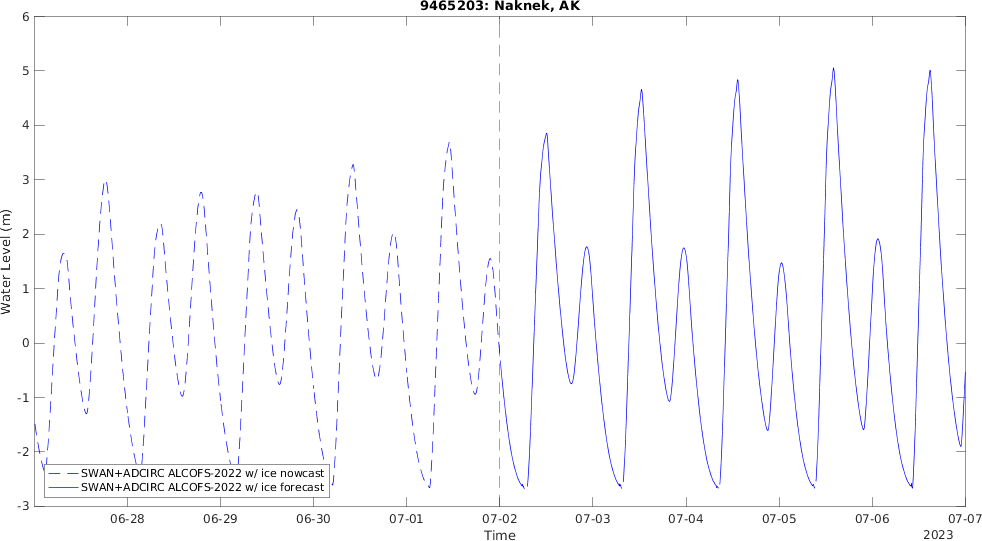 9465203: Naknek, AK
6
5
4
3
2
1
0
-1
-2
-3
Water Level (m)
SWAN+ADCIRC ALCOFS-2022 w/ ice nowcast
SWAN+ADCIRC ALCOFS-2022 w/ ice forecast
06-28 06-29 06-30 07-01 07-02 07-03 07-04 07-05 07-06 07-07
Time
2023